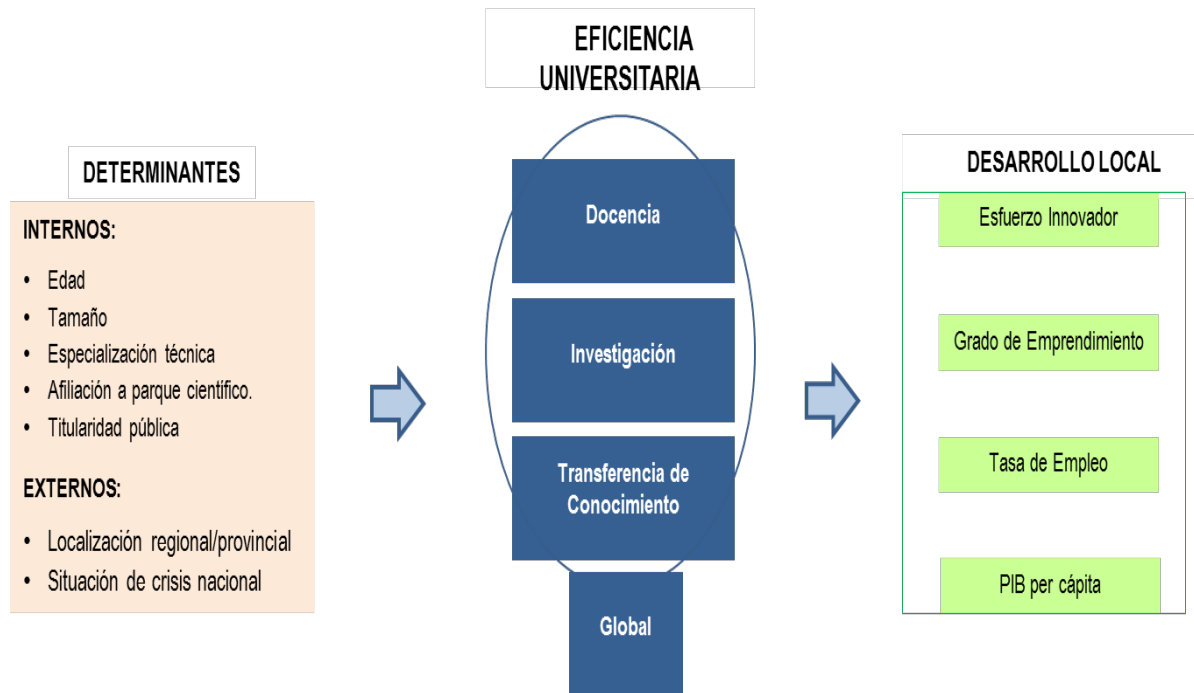 DETERMINANTES
INTERNOS:
• Edad
• Tamaño
• Especialización técnica
• Afiliación a parque científico.
• Titularidad pública
EXTERNOS:
• Localización regional/provincial
• Situación de crisis nacional
EFICIENCIA
UNIVERSITARIA
Docencia
Investigación
Transferencia de
Conocimiento
Global
DESARROLLO LOCAL
Esfuerzo Innovador
Grado de Emprendimiento
Tasa de Empleo
PIB per cápita